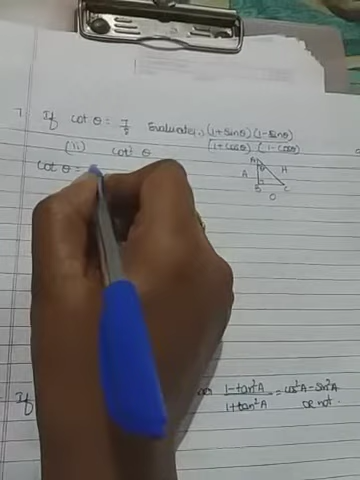 7. If cot θ = 7/8 Evaluate (i) (1+sinθ)(1-sinθ)
(1+cosθ)(1-cosθ)
(ii) cot² θ
A
A H
B C
O
cot θ =
If
1-tan²A = cos²A-sin²A
1+tan²A or not.